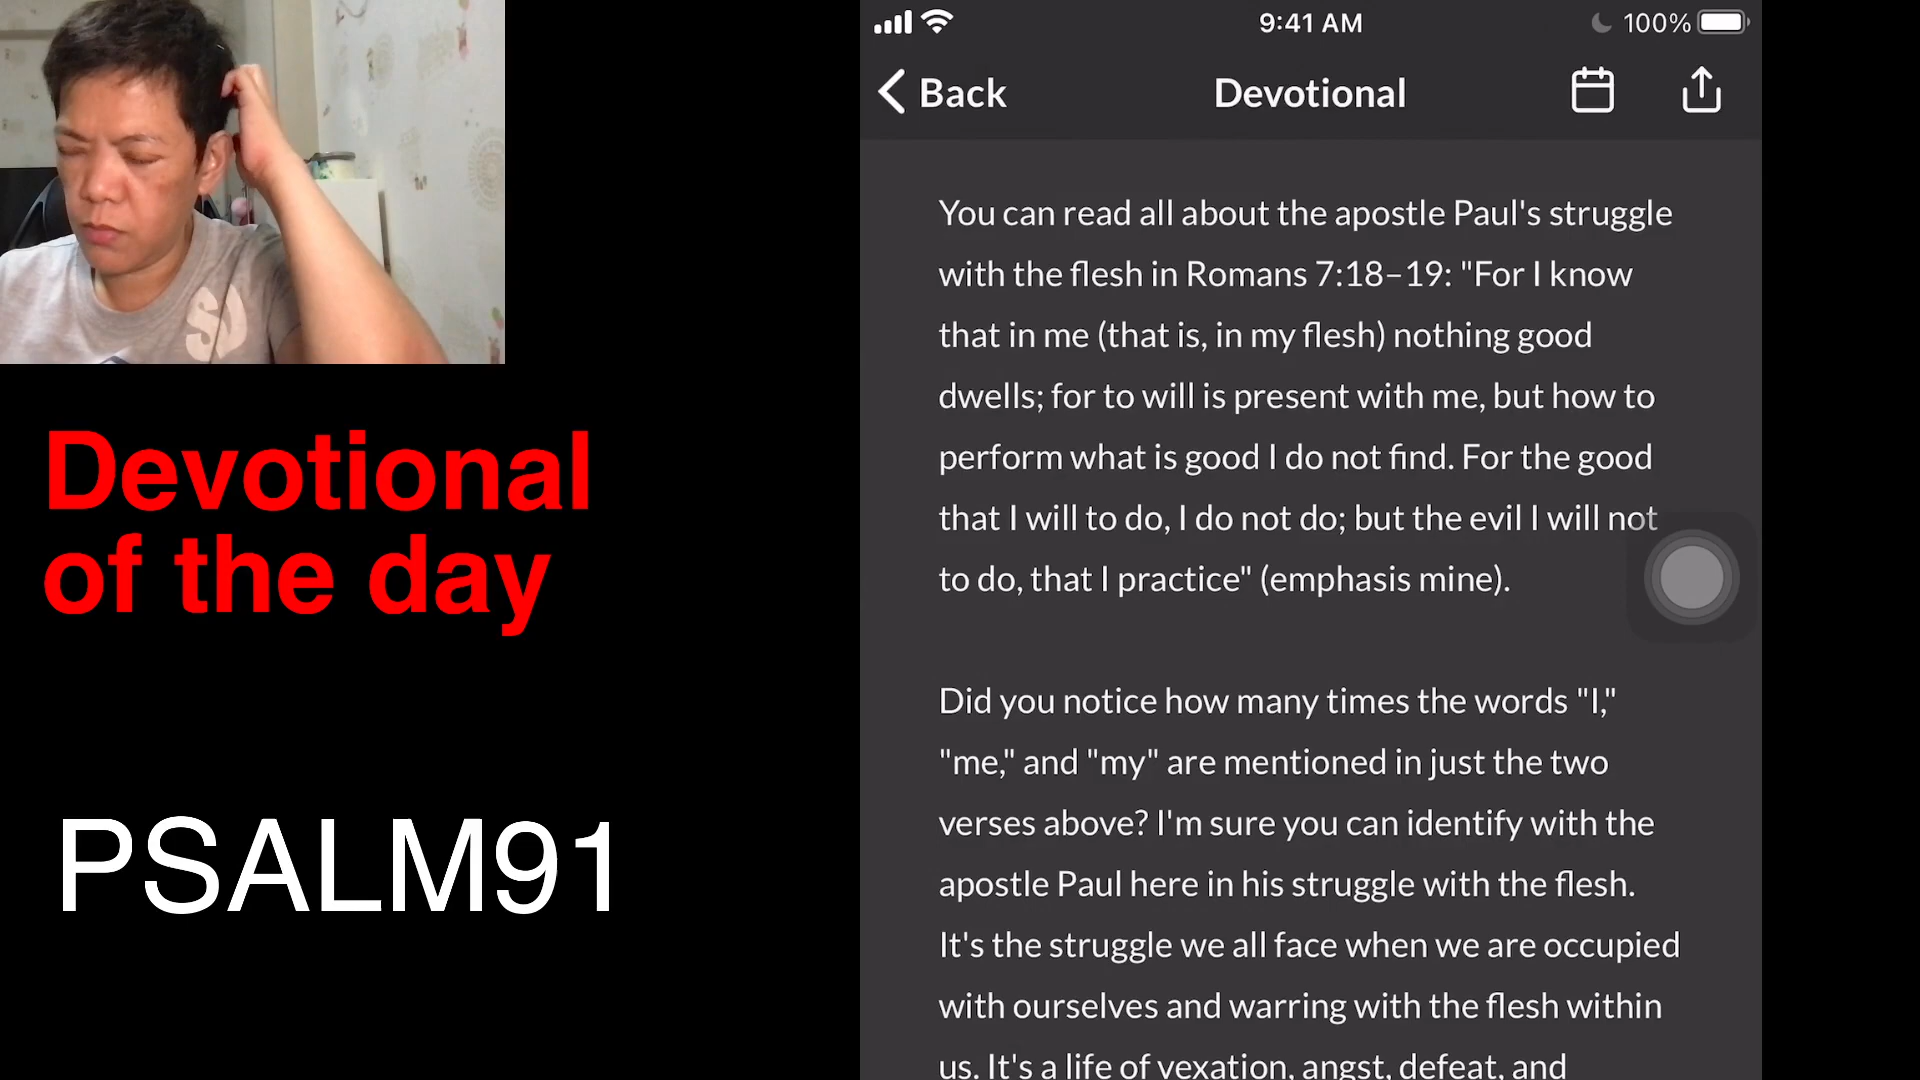 SJ
Devotional
of the day
PSALM91
9:41 AM
100%
Back
Devotional
You can read all about the apostle Paul's struggle
with the flesh in Romans 7:18–19: "For I know
that in me (that is, in my flesh) nothing good
dwells; for to will is present with me, but how to
perform what is good I do not find. For the good
that I will to do, I do not do; but the evil I will not
to do, that I practice" (emphasis mine).
Did you notice how many times the words "I,"
"me," and "my" are mentioned in just the two
verses above? I'm sure you can identify with the
apostle Paul here in his struggle with the flesh.
It's the struggle we all face when we are occupied
with ourselves and warring with the flesh within
us. It's a life of vexation, angst, defeat, and